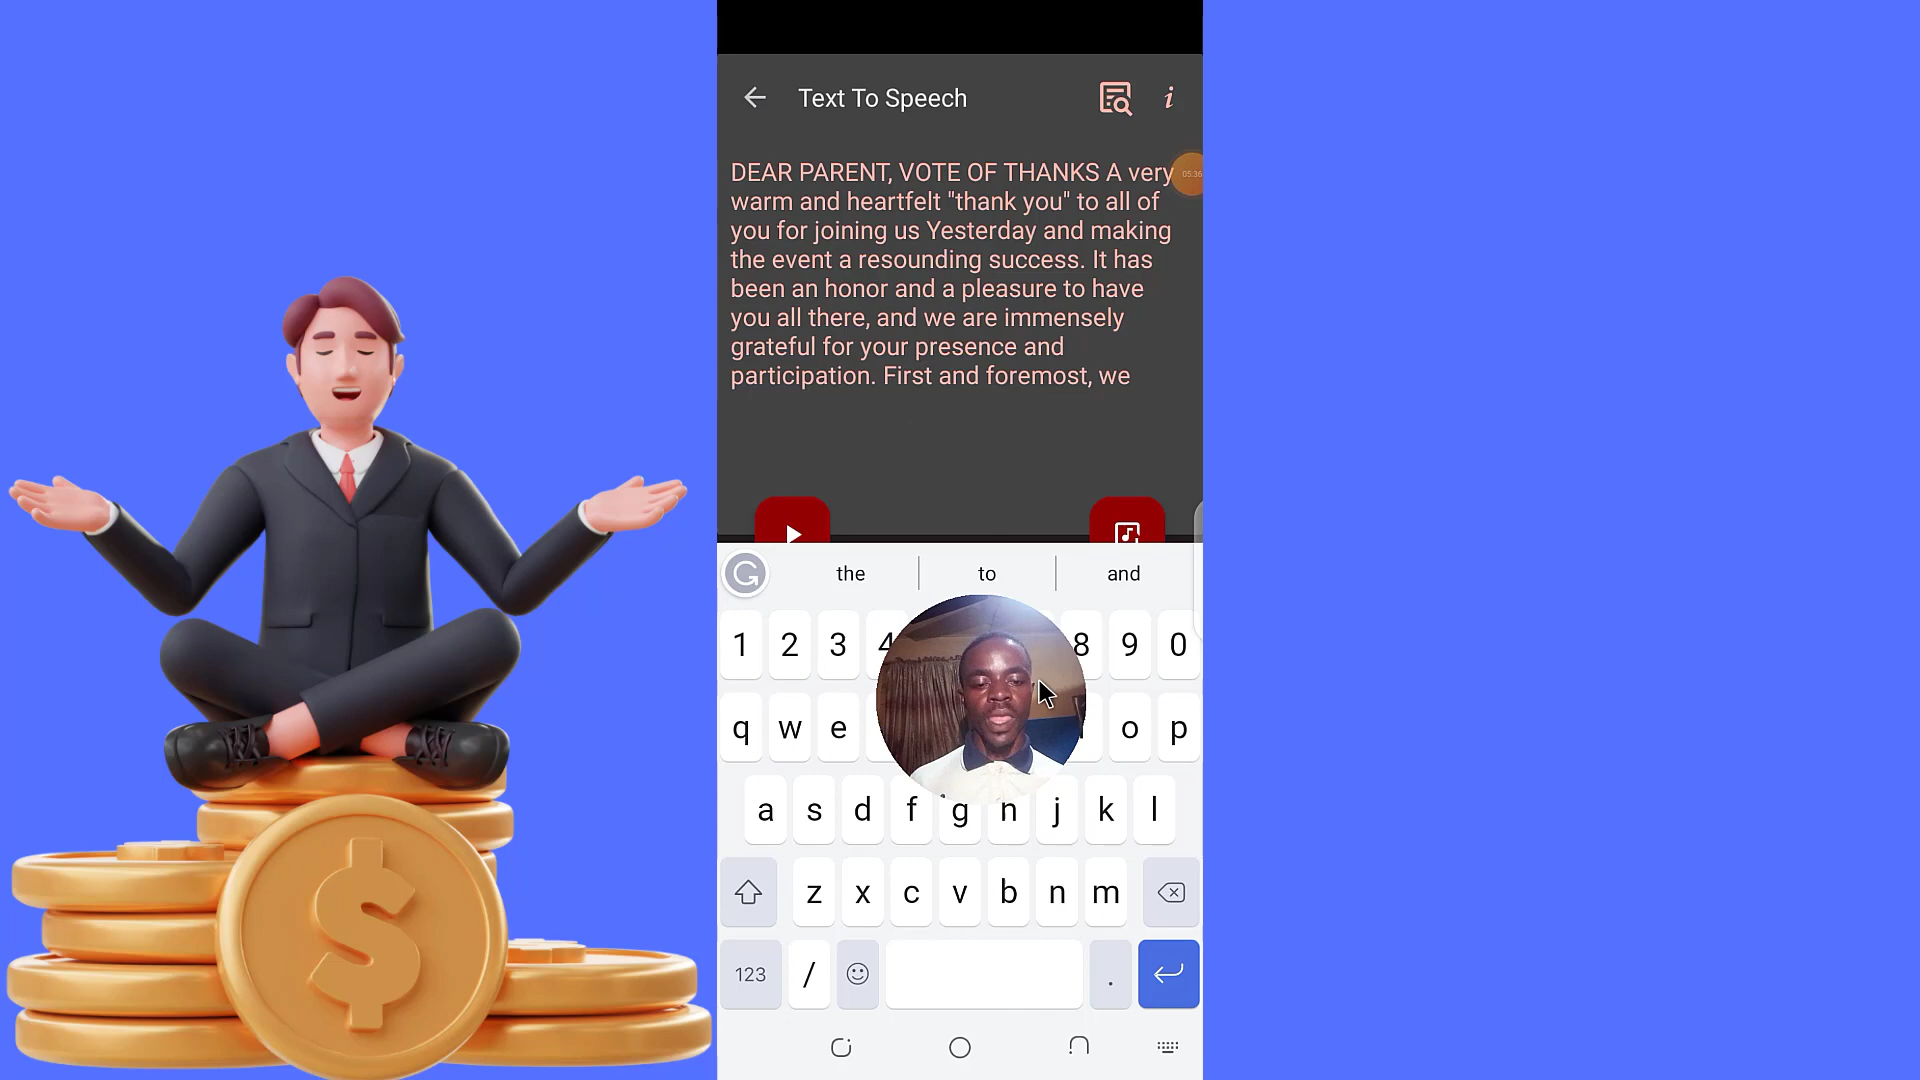 Text To Speech
i
05:36
DEAR PARENT, VOTE OF THANKS A very
warm and heartfelt "thank you" to all of
you for joining us Yesterday and making
the event a resounding success. It has
been an honor and a pleasure to have
you all there, and we are immensely
grateful for your presence and
participation. First and foremost, we
the to and
1 2 3 4 8 9 0
q w e o p
a s d f g h j k l
z x c v b n m
123 / .
$